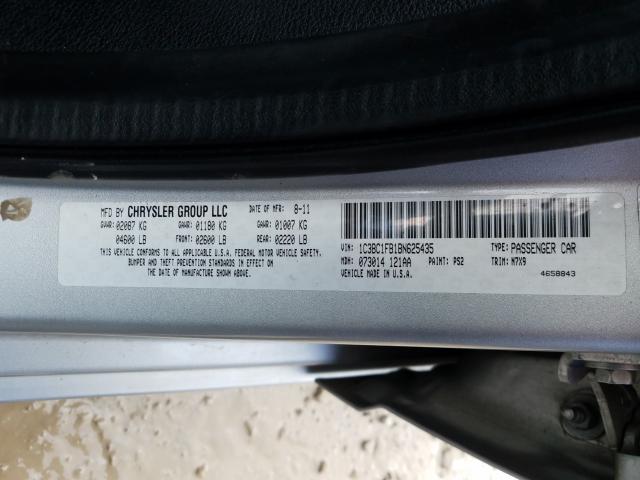 MFD BY CHRYSLER GROUP LLC DATE OF MFR: 8-11
GVWR: 02087 KG GAWR: 01180 KG GAWR: 01007 KG
04600 LB FRONT: 02600 LB REAR: 02220 LB
THIS VEHICLE CONFORMS TO ALL APPLICABLE U.S.A. FEDERAL MOTOR VEHICLE SAFETY,
BUMPER AND THEFT PREVENTION STANDARDS IN EFFECT ON
THE DATE OF MANUFACTURE SHOWN ABOVE.
VIN: 1C3BC1FB1BN625435 TYPE: PASSENGER CAR
MDH: 073014 121AA PAINT: PS2 TRIM: N7X9
VEHICLE MADE IN U.S.A. 4658843